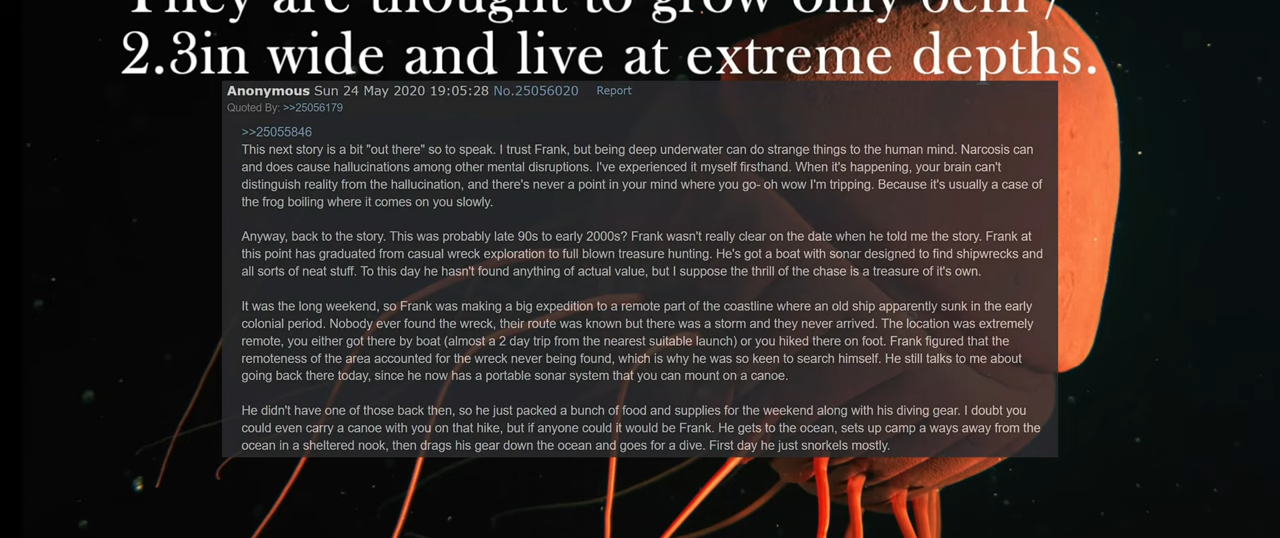 They are thought to grow only 6cm /
2.3in wide and live at extreme depths.
Anonymous Sun 24 May 2020 19:05:28 No.25056020 Report
Quoted By: >>25056179
>>25055846
This next story is a bit "out there" so to speak. I trust Frank, but being deep underwater can do strange things to the human mind. Narcosis can
and does cause hallucinations among other mental disruptions. I've experienced it myself firsthand. When it's happening, your brain can't
distinguish reality from the hallucination, and there's never a point in your mind where you go- oh wow I'm tripping. Because it's usually a case of
the frog boiling where it comes on you slowly.
Anyway, back to the story. This was probably late 90s to early 2000s? Frank wasn't really clear on the date when he told me the story. Frank at
this point has graduated from casual wreck exploration to full blown treasure hunting. He's got a boat with sonar designed to find shipwrecks and
all sorts of neat stuff. To this day he hasn't found anything of actual value, but I suppose the thrill of the chase is a treasure of it's own.
It was the long weekend, so Frank was making a big expedition to a remote part of the coastline where an old ship apparently sunk in the early
colonial period. Nobody ever found the wreck, their route was known but there was a storm and they never arrived. The location was extremely
remote, you either got there by boat (almost a 2 day trip from the nearest suitable launch) or you hiked there on foot. Frank figured that the
remoteness of the area accounted for the wreck never being found, which is why he was so keen to search himself. He still talks to me about
going back there today, since he now has a portable sonar system that you can mount on a canoe.
He didn't have one of those back then, so he just packed a bunch of food and supplies for the weekend along with his diving gear. I doubt you
could even carry a canoe with you on that hike, but if anyone could it would be Frank. He gets to the ocean, sets up camp a ways away from the
ocean in a sheltered nook, then drags his gear down the ocean and goes for a dive. First day he just snorkels mostly.